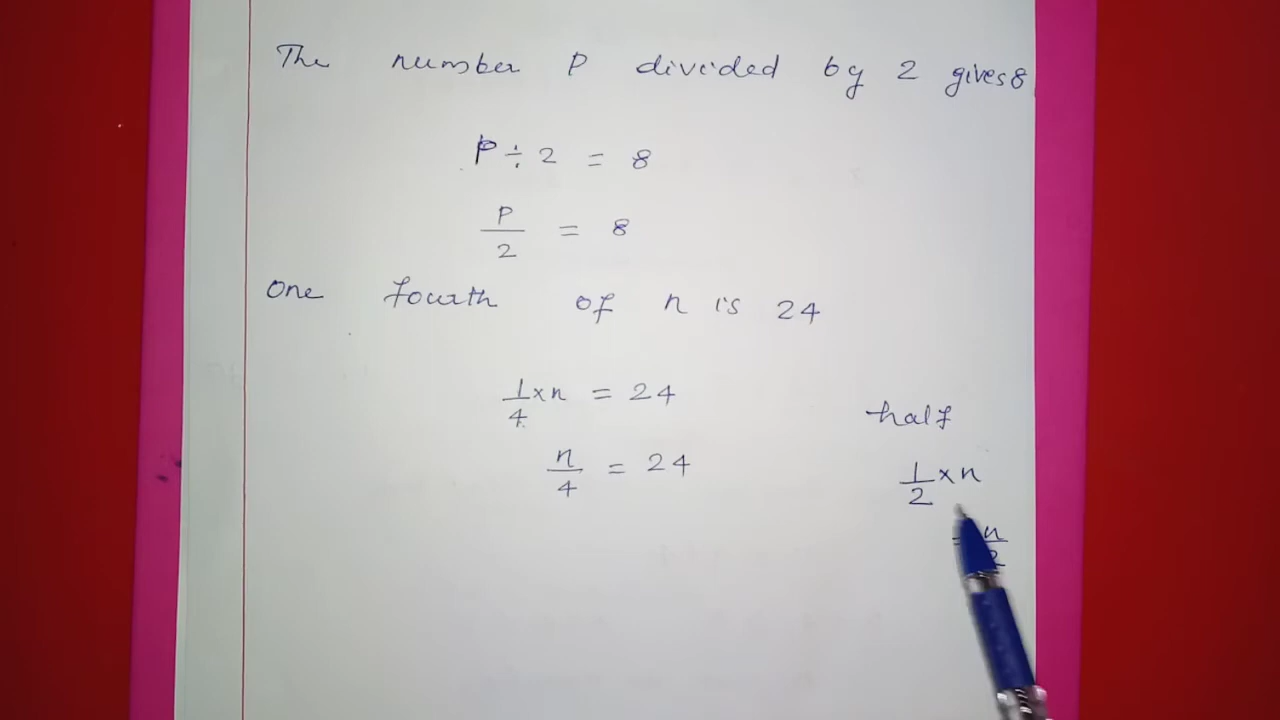 The number P divided by 2 gives 8
P ÷ 2 = 8
P/2 = 8
One fourth of n is 24
1/4 × n = 24
n/4 = 24
half
1/2 × n
= n/2